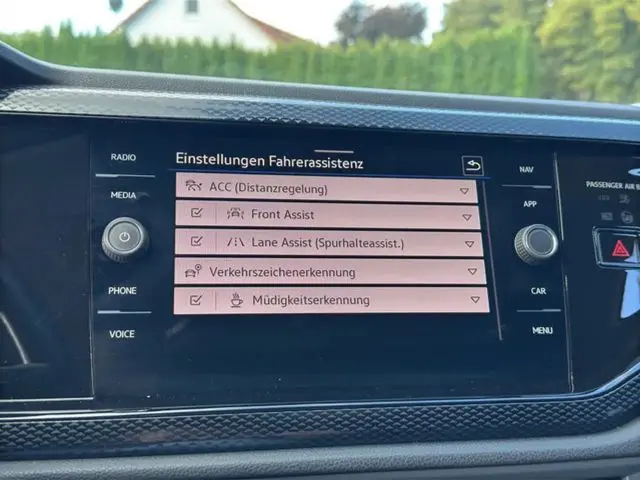 RADIO
MEDIA
PHONE
VOICE
Einstellungen Fahrerassistenz
ACC (Distanzregelung)
Front Assist
Lane Assist (Spurhalteassist.)
Verkehrszeichenerkennung
Müdigkeitserkennung
NAV
APP
CAR
MENU
PASSENGER AIR